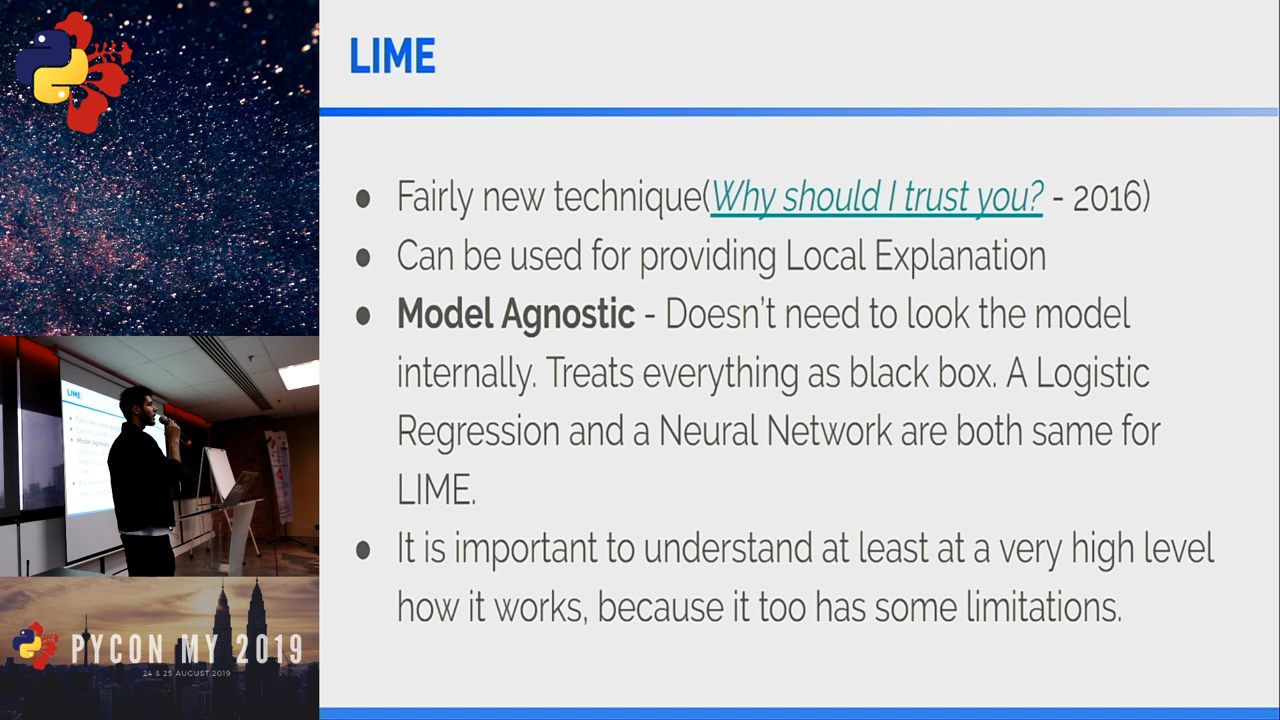 LIME
● Fairly new technique(Why should I trust you? - 2016)
● Can be used for providing Local Explanation
● Model Agnostic - Doesn't need to look the model
internally. Treats everything as black box. A Logistic
Regression and a Neural Network are both same for
LIME.
● It is important to understand at least at a very high level
how it works, because it too has some limitations.
LIME
Model Agnostic
PYCON MY 2019
24 & 25 AUGUST 2019